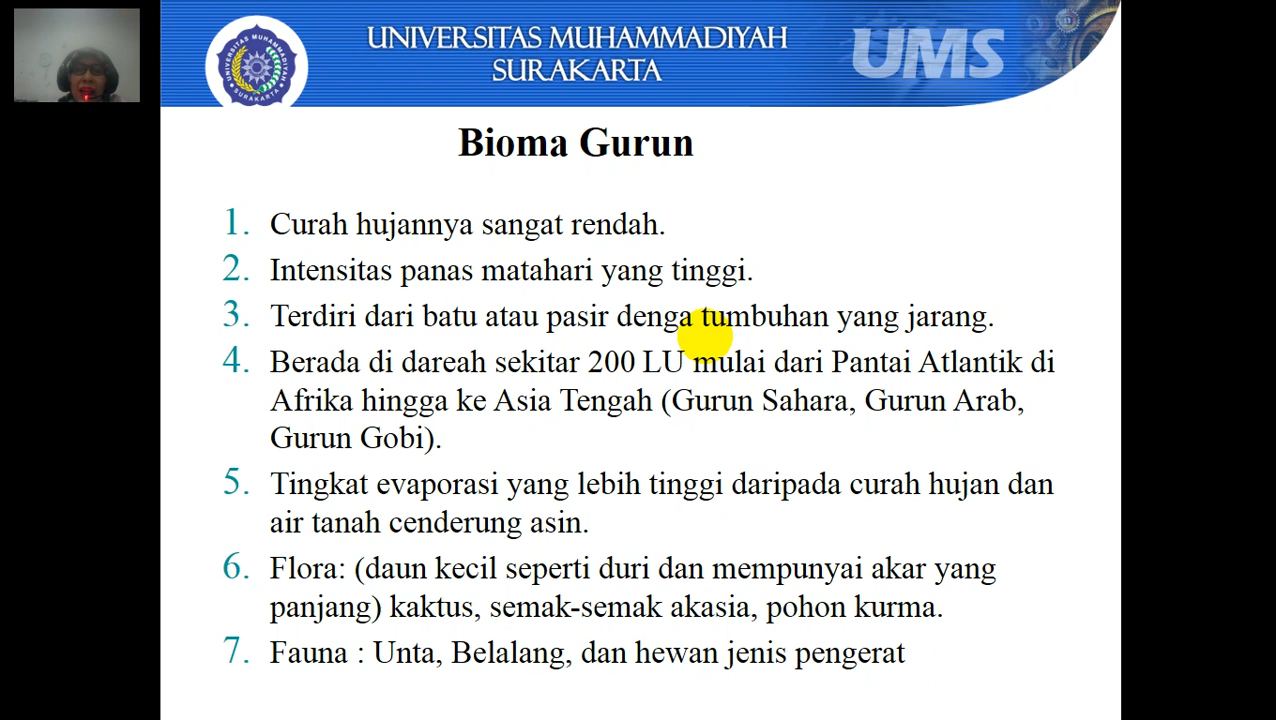 UNIVERSITAS MUHAMMADIYAH
SURAKARTA
UMS
UNIVERSITAS MUHAMMADIYAH
SURAKARTA
Bioma Gurun
1. Curah hujannya sangat rendah.
2. Intensitas panas matahari yang tinggi.
3. Terdiri dari batu atau pasir denga tumbuhan yang jarang.
4. Berada di dareah sekitar 200 LU mulai dari Pantai Atlantik di
Afrika hingga ke Asia Tengah (Gurun Sahara, Gurun Arab,
Gurun Gobi).
5. Tingkat evaporasi yang lebih tinggi daripada curah hujan dan
air tanah cenderung asin.
6. Flora: (daun kecil seperti duri dan mempunyai akar yang
panjang) kaktus, semak-semak akasia, pohon kurma.
7. Fauna : Unta, Belalang, dan hewan jenis pengerat